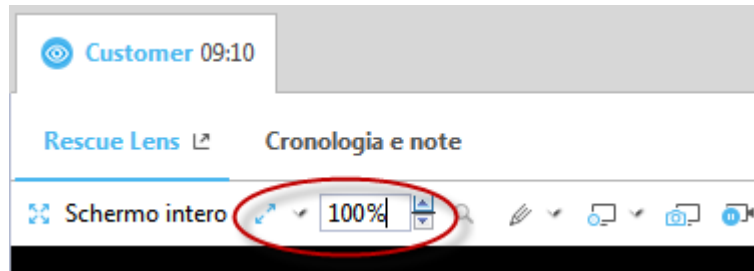 Customer 09:10
Rescue Lens Cronologia e note
Schermo intero 100%